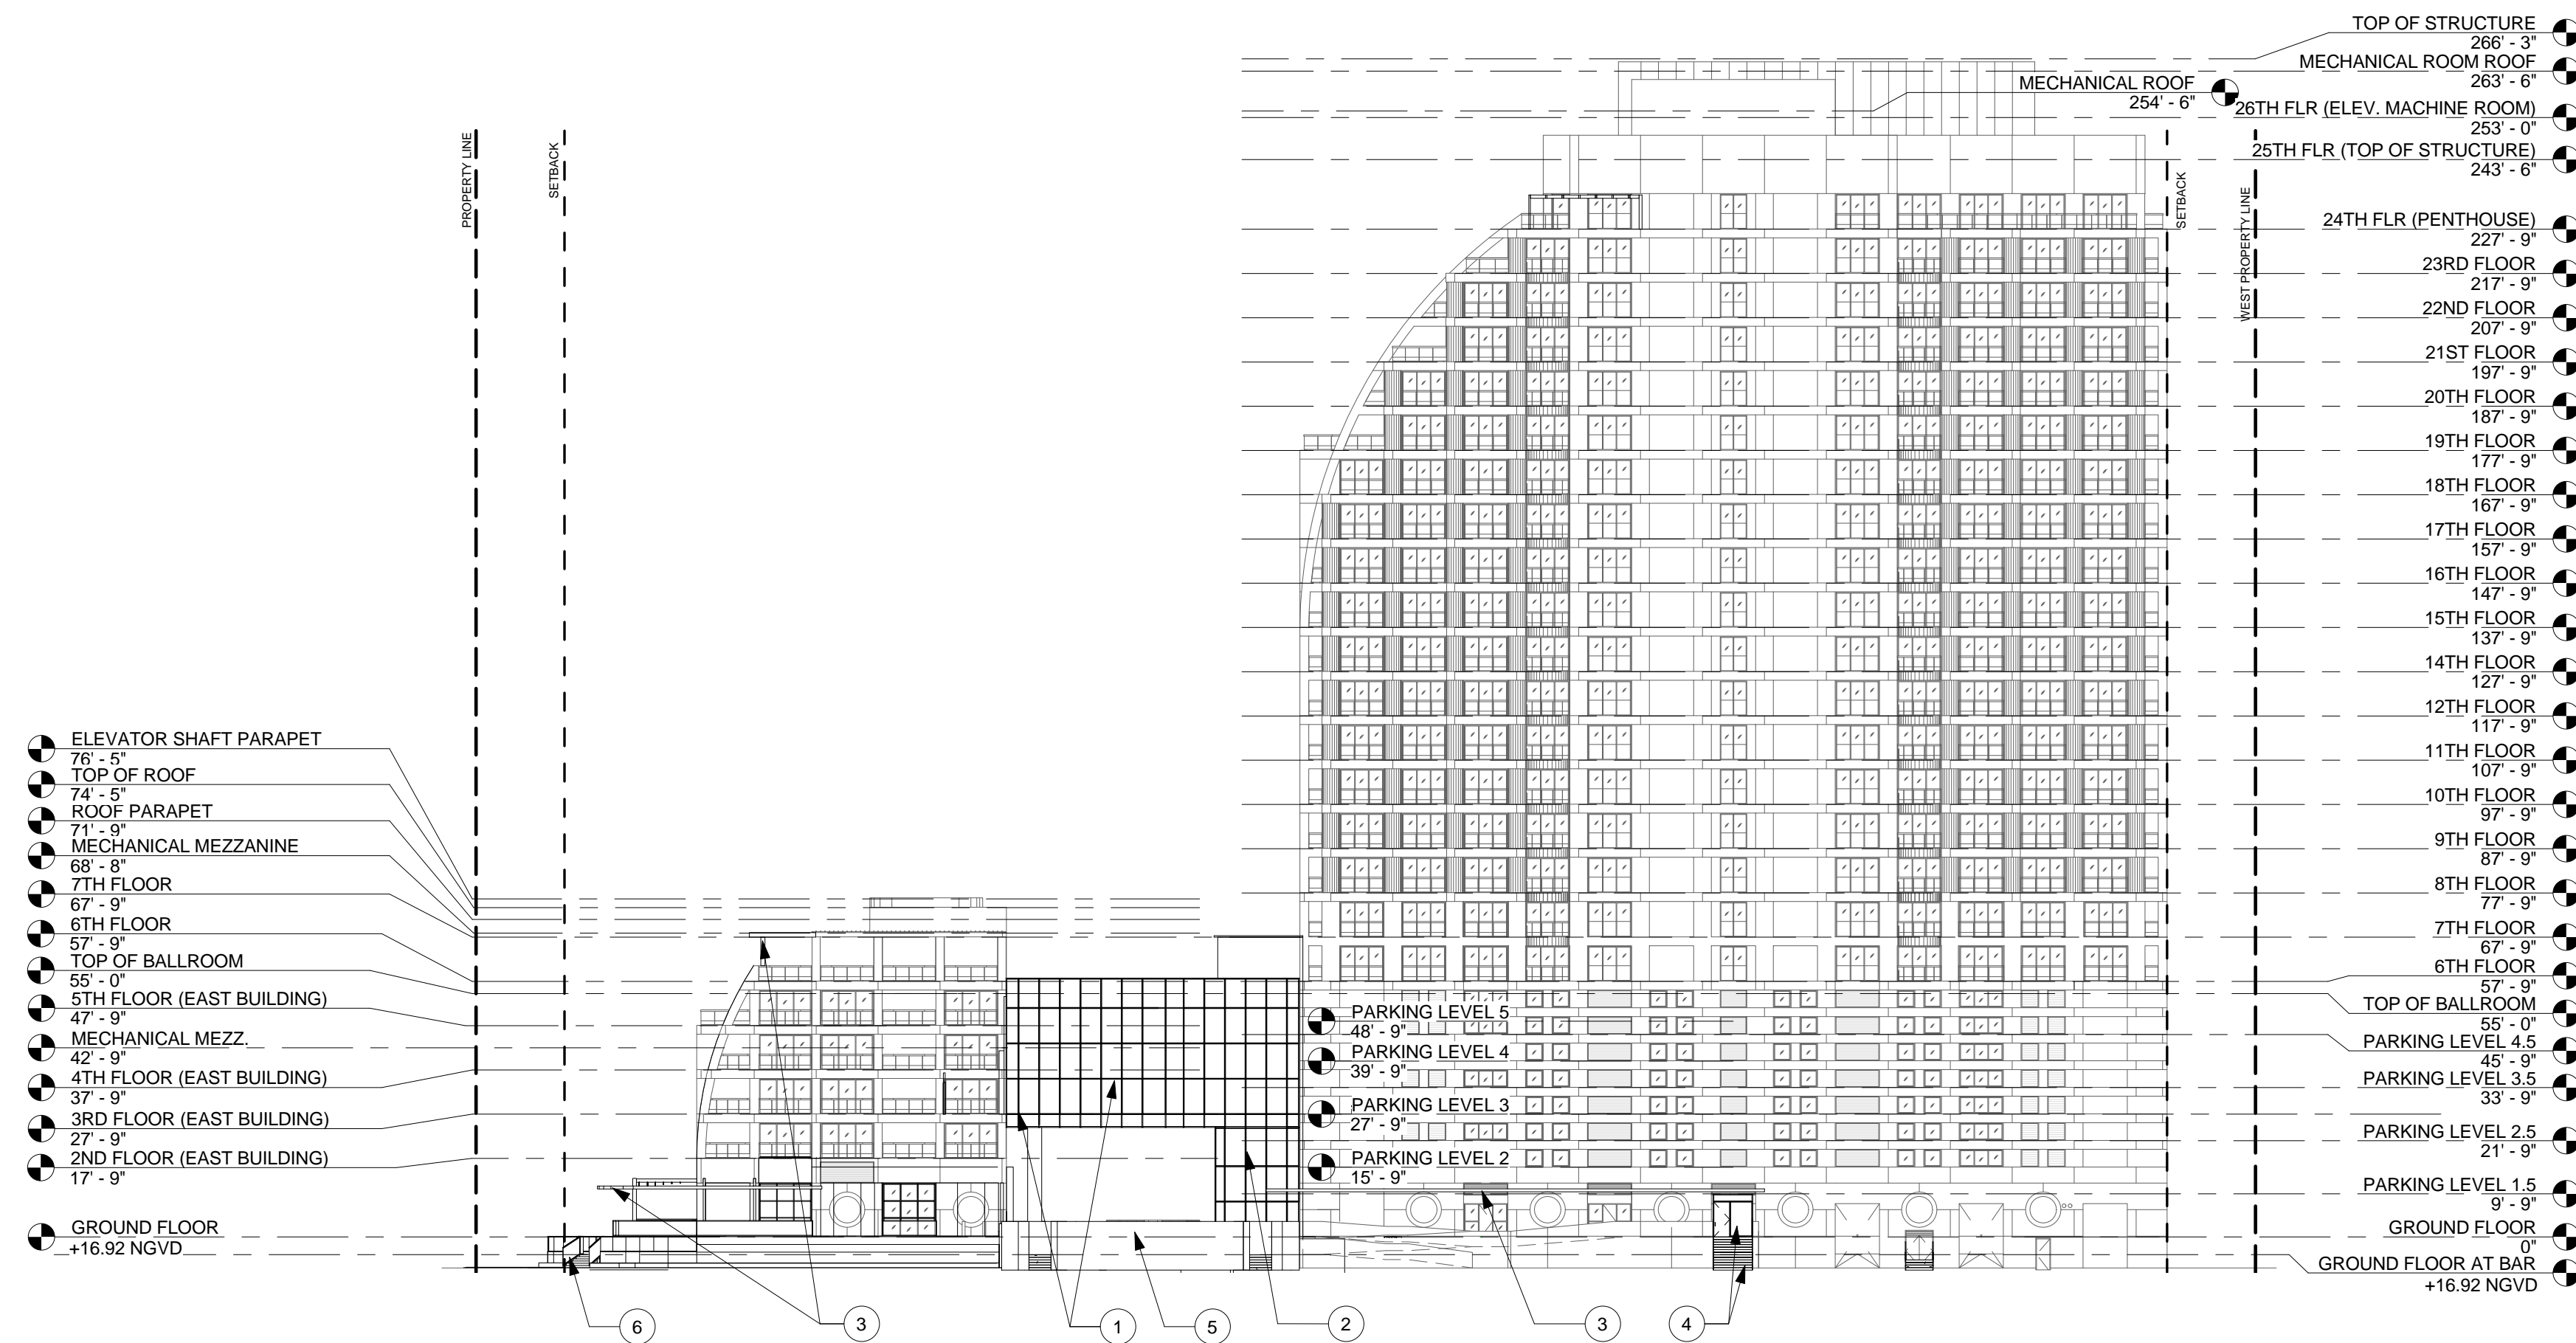 TOP OF STRUCTURE
266' - 3"
MECHANICAL ROOM ROOF
263' - 6"
MECHANICAL ROOF
254' - 6"
26TH FLR (ELEV. MACHINE ROOM)
253' - 0"
25TH FLR (TOP OF STRUCTURE)
243' - 6"
PROPERTY LINE
SETBACK
SETBACK
WEST PROPERTY LINE
24TH FLR (PENTHOUSE)
227' - 9"
23RD FLOOR
217' - 9"
22ND FLOOR
207' - 9"
21ST FLOOR
197' - 9"
20TH FLOOR
187' - 9"
19TH FLOOR
177' - 9"
18TH FLOOR
167' - 9"
17TH FLOOR
157' - 9"
16TH FLOOR
147' - 9"
15TH FLOOR
137' - 9"
14TH FLOOR
127' - 9"
12TH FLOOR
117' - 9"
11TH FLOOR
107' - 9"
10TH FLOOR
97' - 9"
9TH FLOOR
87' - 9"
8TH FLOOR
77' - 9"
7TH FLOOR
67' - 9"
6TH FLOOR
57' - 9"
TOP OF BALLROOM
55' - 0"
PARKING LEVEL 4.5
45' - 9"
PARKING LEVEL 3.5
33' - 9"
PARKING LEVEL 2.5
21' - 9"
PARKING LEVEL 1.5
9' - 9"
GROUND FLOOR
0"
GROUND FLOOR AT BAR
+16.92 NGVD
ELEVATOR SHAFT PARAPET
76' - 5"
TOP OF ROOF
74' - 5"
ROOF PARAPET
71' - 9"
MECHANICAL MEZZANINE
68' - 8"
7TH FLOOR
67' - 9"
6TH FLOOR
57' - 9"
TOP OF BALLROOM
55' - 0"
5TH FLOOR (EAST BUILDING)
47' - 9"
MECHANICAL MEZZ.
42' - 9"
4TH FLOOR (EAST BUILDING)
37' - 9"
3RD FLOOR (EAST BUILDING)
27' - 9"
2ND FLOOR (EAST BUILDING)
17' - 9"
GROUND FLOOR
+16.92 NGVD
PARKING LEVEL 5
48' - 9"
PARKING LEVEL 4
39' - 9"
PARKING LEVEL 3
27' - 9"
PARKING LEVEL 2
15' - 9"
6
3
1
5
2
3
4